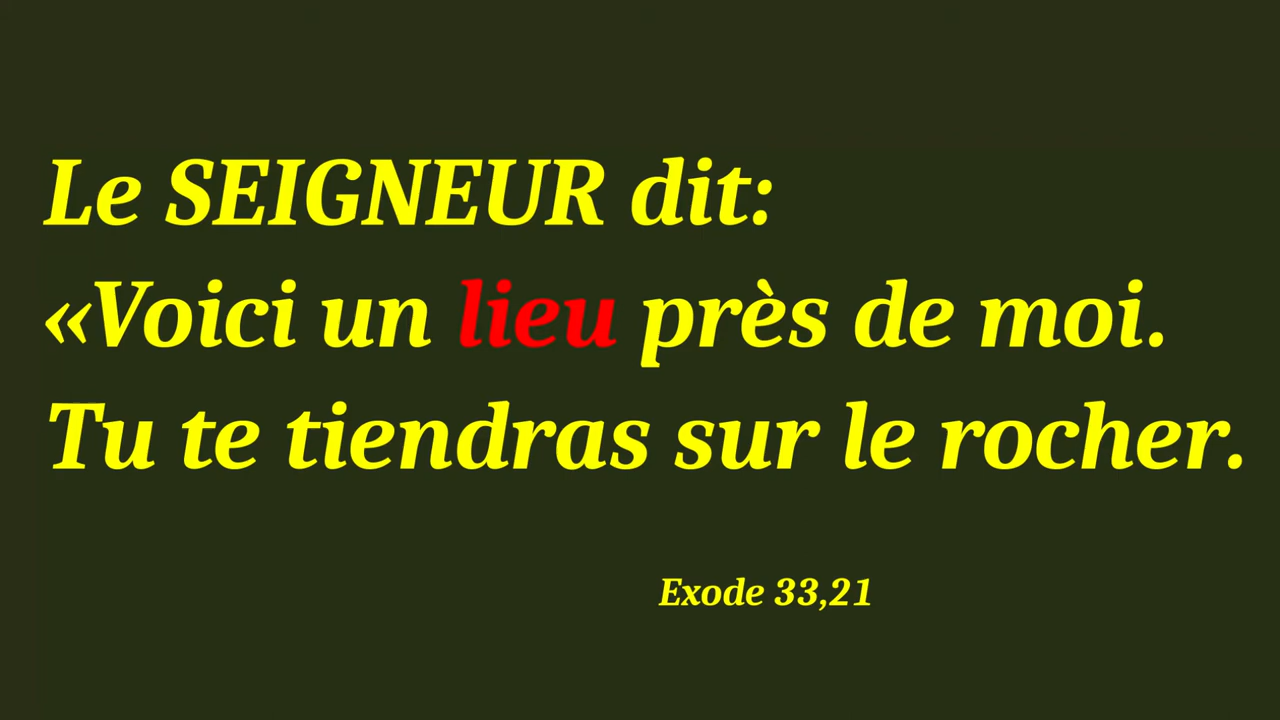 Le SEIGNEUR dit:
«Voici un lieu près de moi.
Tu te tiendras sur le rocher.
Exode 33,21